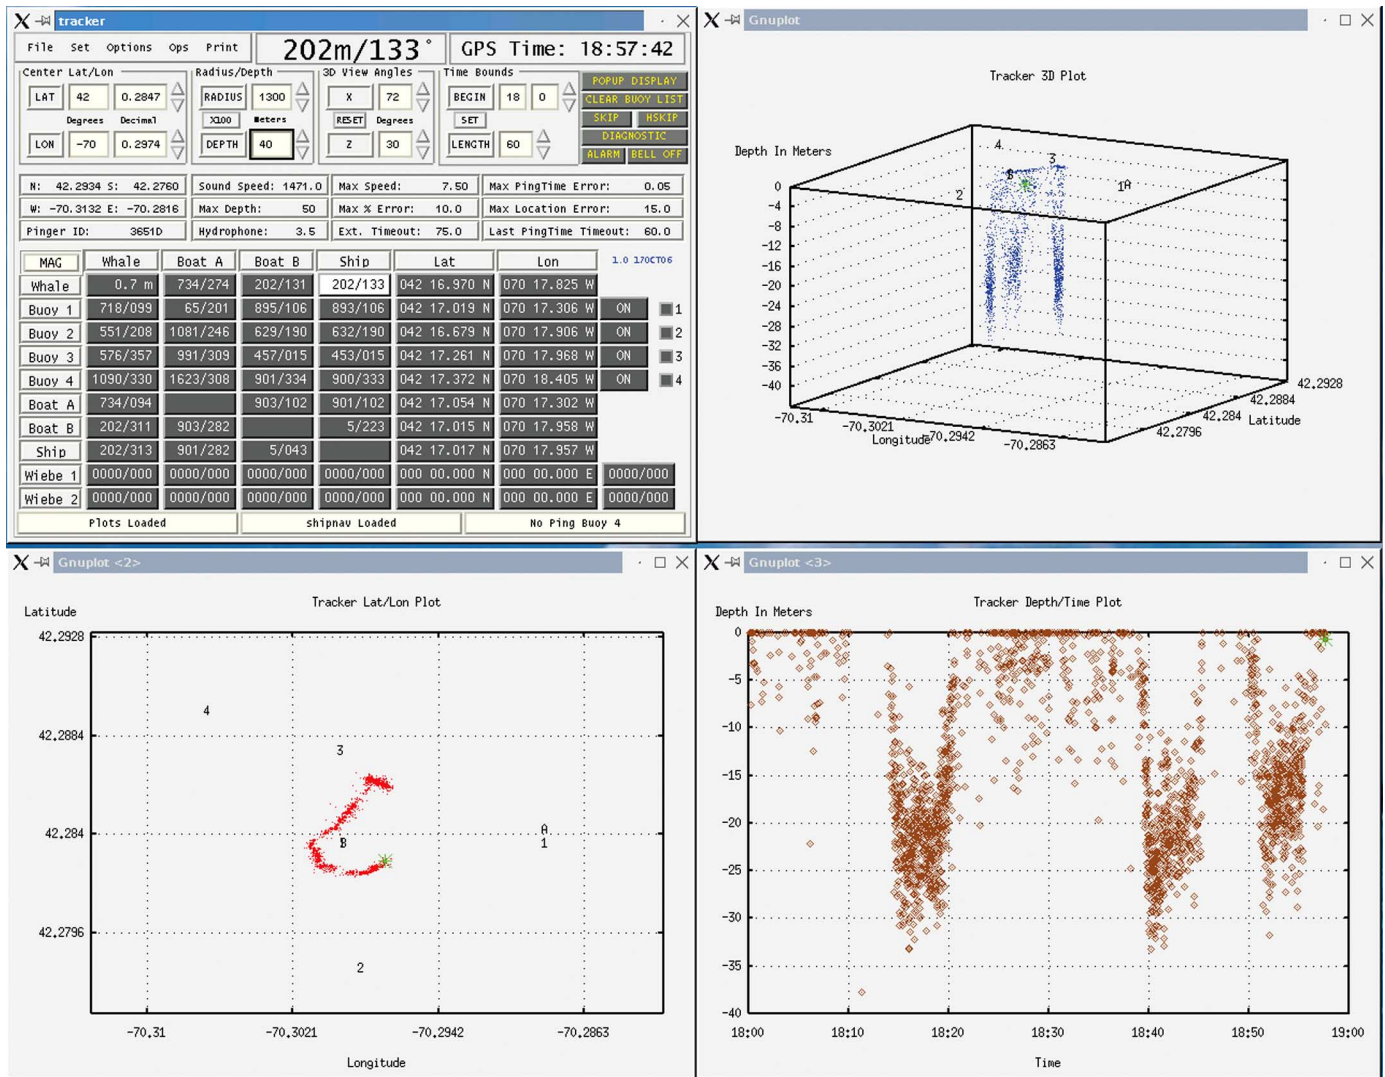 tracker
File Set Options Ops Print
202m/133°
GPS Time: 18:57:42
Center Lat/Lon Radius/Depth 3D View Angles Time Bounds
LAT 42 0.2847 RADIUS 1300 X 72 BEGIN 18 0
Degrees Decimal X100 Meters RESET Degrees SET
LON -70 0.2974 DEPTH 40 Z 30 LENGTH 60
POPUP DISPLAY
CLEAR BUOY LIST
SKIP HSKIP
DIAGNOSTIC
ALARM BELL OFF
N: 42.2934 S: 42.2760 Sound Speed: 1471.0 Max Speed: 7.50 Max PingTime Error: 0.05
W: -70.3132 E: -70.2816 Max Depth: 50 Max % Error: 10.0 Max Location Error: 15.0
Pinger ID: 3651D Hydrophone: 3.5 Ext. Timeout: 75.0 Last PingTime Timeout: 60.0
MAG Whale Boat A Boat B Ship Lat Lon 1.0 17OCT06
Whale 0.7 m 734/274 202/131 202/133 042 16.970 N 070 17.825 W
Buoy 1 718/099 65/201 895/106 893/106 042 17.019 N 070 17.306 W ON 1
Buoy 2 551/208 1081/246 629/190 632/190 042 16.679 N 070 17.906 W ON 2
Buoy 3 576/357 991/309 457/015 453/015 042 17.261 N 070 17.968 W ON 3
Buoy 4 1090/330 1623/308 901/334 900/333 042 17.372 N 070 18.405 W ON 4
Boat A 734/094 903/102 901/102 042 17.054 N 070 17.302 W
Boat B 202/311 903/282 5/223 042 17.015 N 070 17.958 W
Ship 202/313 901/282 5/043 042 17.017 N 070 17.957 W
Wiebe 1 0000/000 0000/000 0000/000 0000/000 000 00.000 N 000 00.000 E 0000/000
Wiebe 2 0000/000 0000/000 0000/000 0000/000 000 00.000 N 000 00.000 E 0000/000
Plots Loaded shipnav Loaded No Ping Buoy 4
Gnuplot
Tracker 3D Plot
Depth In Meters
0
-4
-8
-12
-16
-20
-24
-28
-32
-36
-40
4
3
1A
2
-70.31
-70.3021
-70.2942
-70.2863
Longitude
42.2796
42.284
42.2884
42.2928
Latitude
Gnuplot <2>
Tracker Lat/Lon Plot
Latitude
42.2928
42.2884
42.284
42.2796
4
3
A
1
2
-70.31 -70.3021 -70.2942 -70.2863
Longitude
Gnuplot <3>
Tracker Depth/Time Plot
Depth In Meters
0
-5
-10
-15
-20
-25
-30
-35
-40
18:00 18:10 18:20 18:30 18:40 18:50 19:00
Time